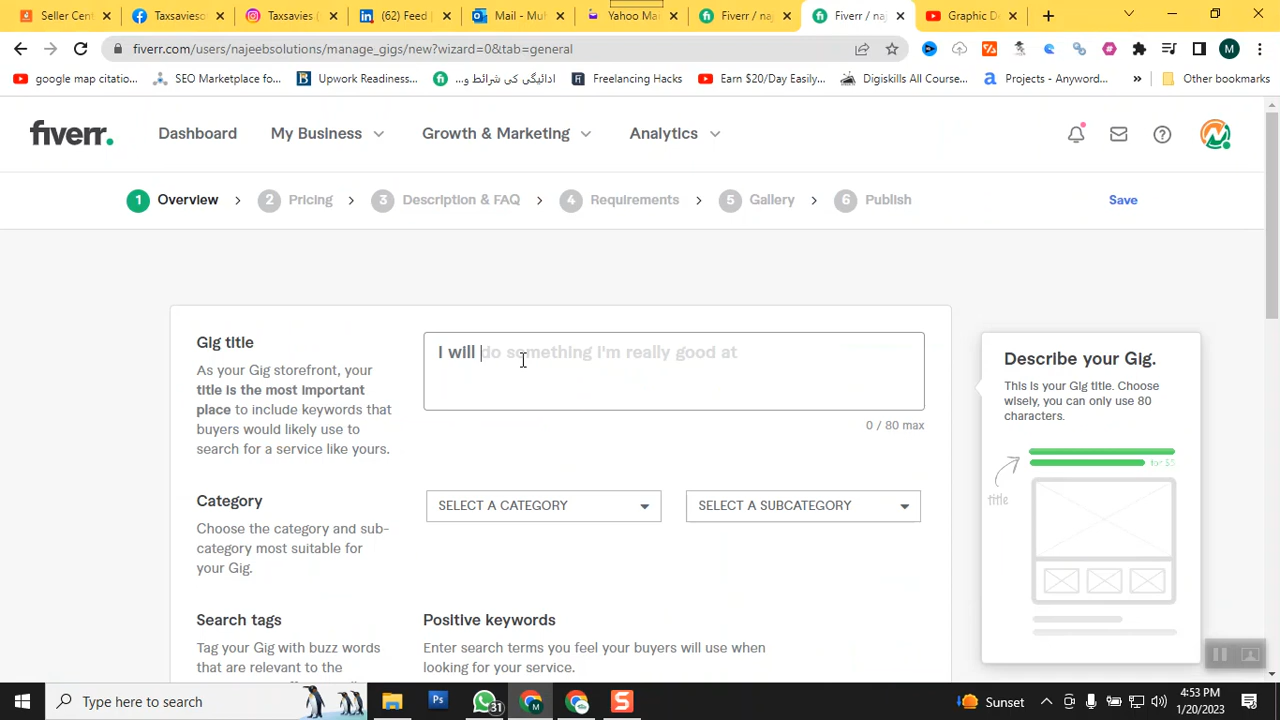 Seller Cent
Taxsavieso
Taxsavies (
(62) Feed |
Mail - Mul
Yahoo Mai
Fiverr / naj
Fiverr / naj
Graphic De
fiverr.com/users/najeebsolutions/manage_gigs/new?wizard=0&tab=general
M
google map citatio...
SEO Marketplace fo...
Upwork Readiness...
ادائیگی کی شرائط و...
Freelancing Hacks
Earn $20/Day Easily...
Digiskills All Course...
Projects - Anyword...
»
Other bookmarks
fiverr.
Dashboard
My Business
Growth & Marketing
Analytics
1 Overview
2 Pricing
3 Description & FAQ
4 Requirements
5 Gallery
6 Publish
Save
Gig title
As your Gig storefront, your
title is the most important
place to include keywords that
buyers would likely use to
search for a service like yours.
I will do something I'm really good at
0 / 80 max
Category
Choose the category and sub-
category most suitable for
your Gig.
SELECT A CATEGORY
SELECT A SUBCATEGORY
Search tags
Tag your Gig with buzz words
that are relevant to the
Positive keywords
Enter search terms you feel your buyers will use when
looking for your service.
Describe your Gig.
This is your Gig title. Choose
wisely, you can only use 80
characters.
title
for $5
Type here to search
Ps
31
M
S
Sunset
4:53 PM
1/20/2023